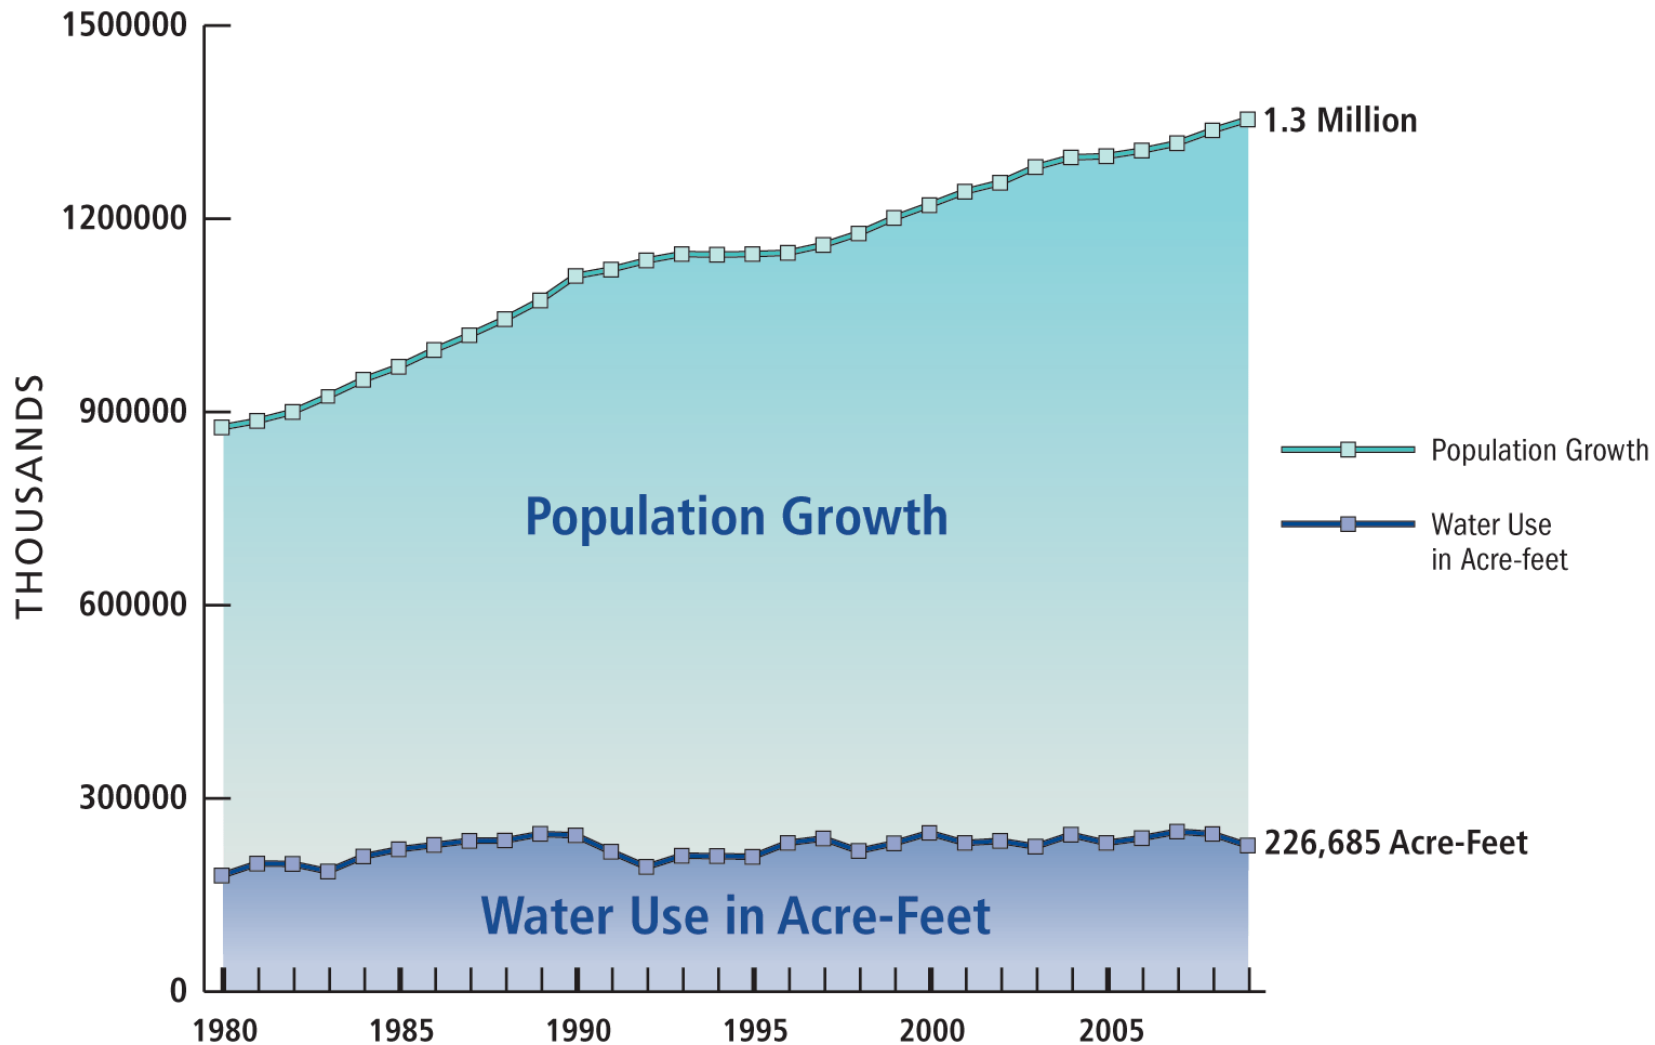 1500000
1.3 Million
1200000
THOUSANDS
900000
Population Growth
Population Growth
Water Use
in Acre-feet
600000
300000
226,685 Acre-Feet
Water Use in Acre-Feet
0
1980 1985 1990 1995 2000 2005